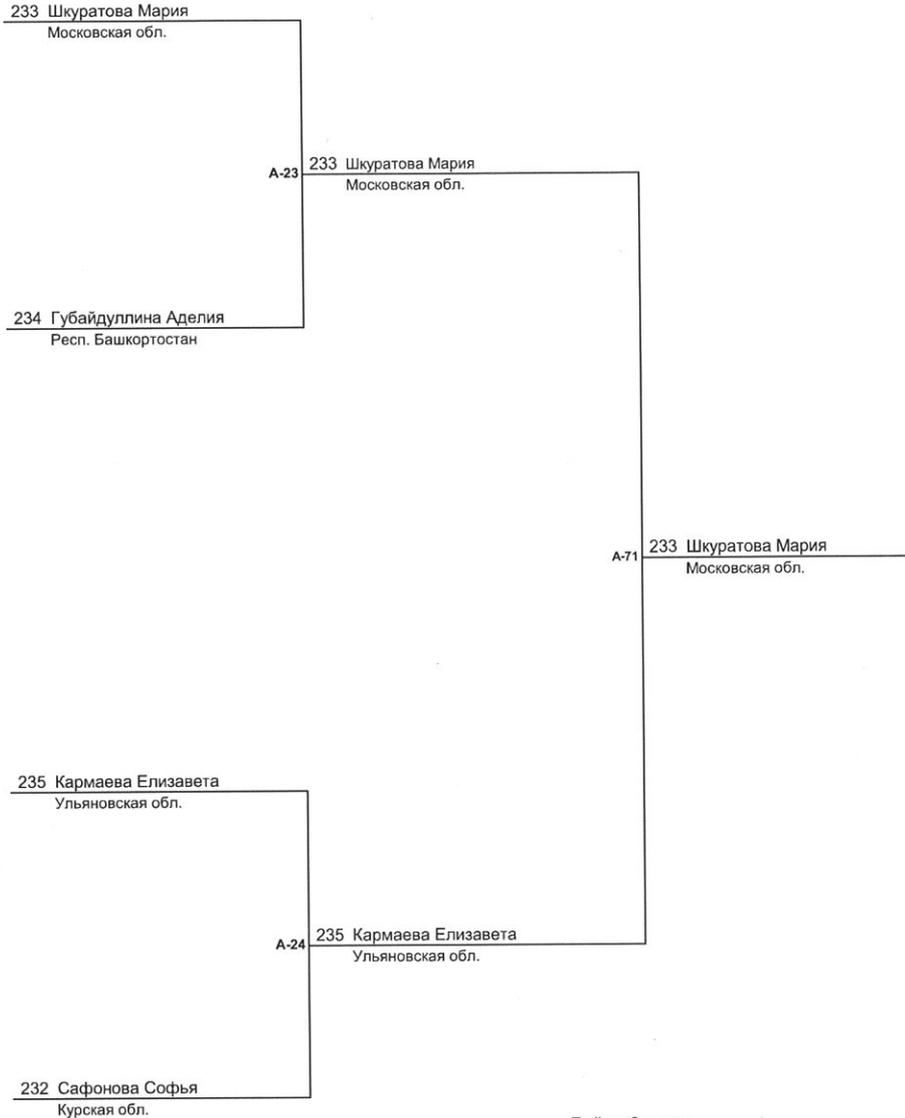 233 Шкуратова Мария
Московская обл.
А-23
233 Шкуратова Мария
Московская обл.
234 Губайдуллина Аделия
Респ. Башкортостан
А-71
233 Шкуратова Мария
Московская обл.
235 Кармаева Елизавета
Ульяновская обл.
А-24
235 Кармаева Елизавета
Ульяновская обл.
232 Сафонова Софья
Курская обл.